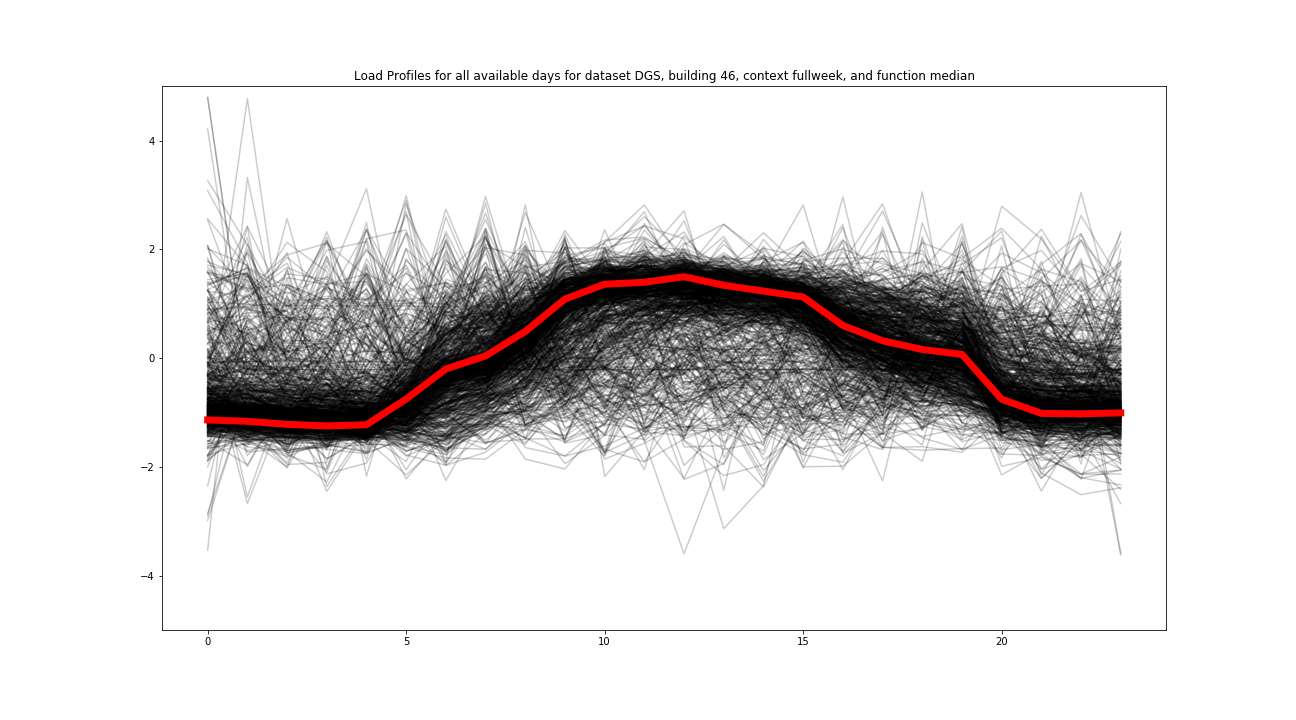 Load Profiles for all available days for dataset DGS, building 46, context fullweek, and function median
4
2
0
−2
−4
0 5 10 15 20